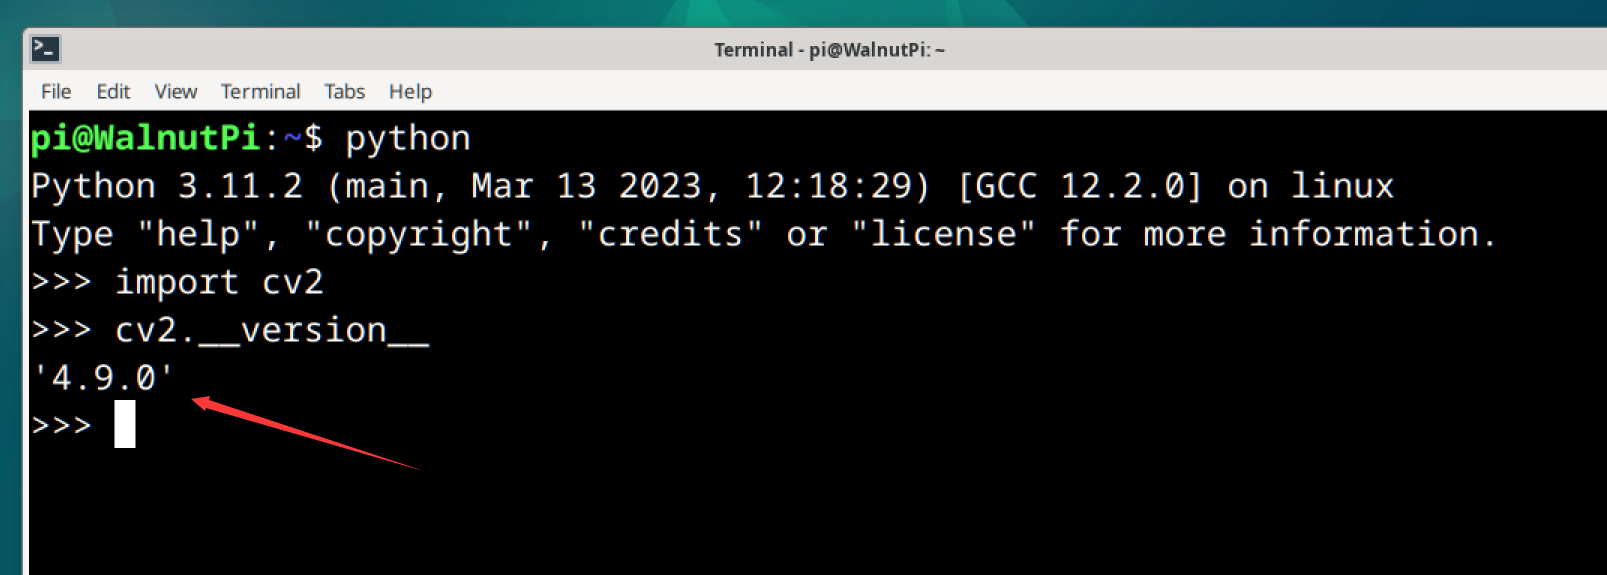 Terminal - pi@WalnutPi: ~
File Edit View Terminal Tabs Help
pi@WalnutPi:~$ python
Python 3.11.2 (main, Mar 13 2023, 12:18:29) [GCC 12.2.0] on linux
Type "help", "copyright", "credits" or "license" for more information.
>>> import cv2
>>> cv2.__version__
'4.9.0'
>>>